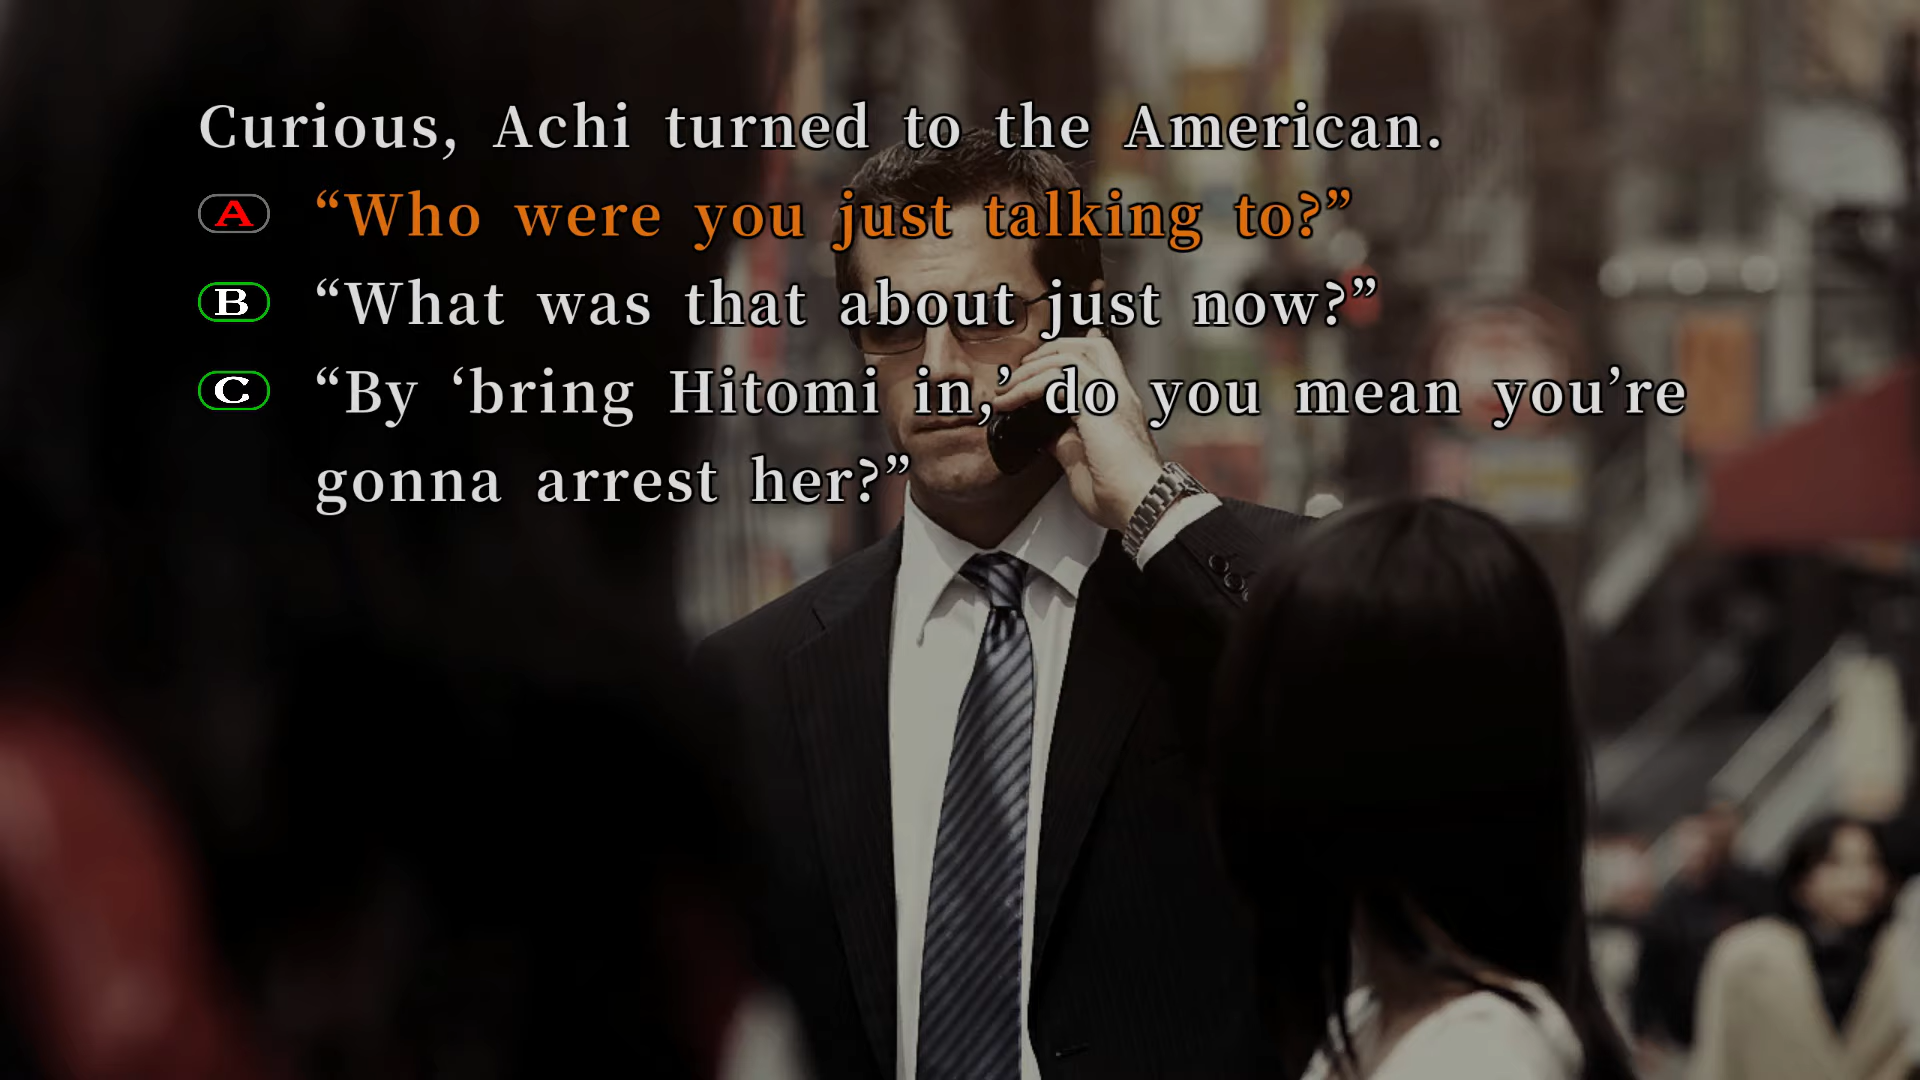 Curious, Achi turned to the American.
A “Who were you just talking to?”
B “What was that about just now?”
C “By ‘bring Hitomi in,’ do you mean you’re
gonna arrest her?”